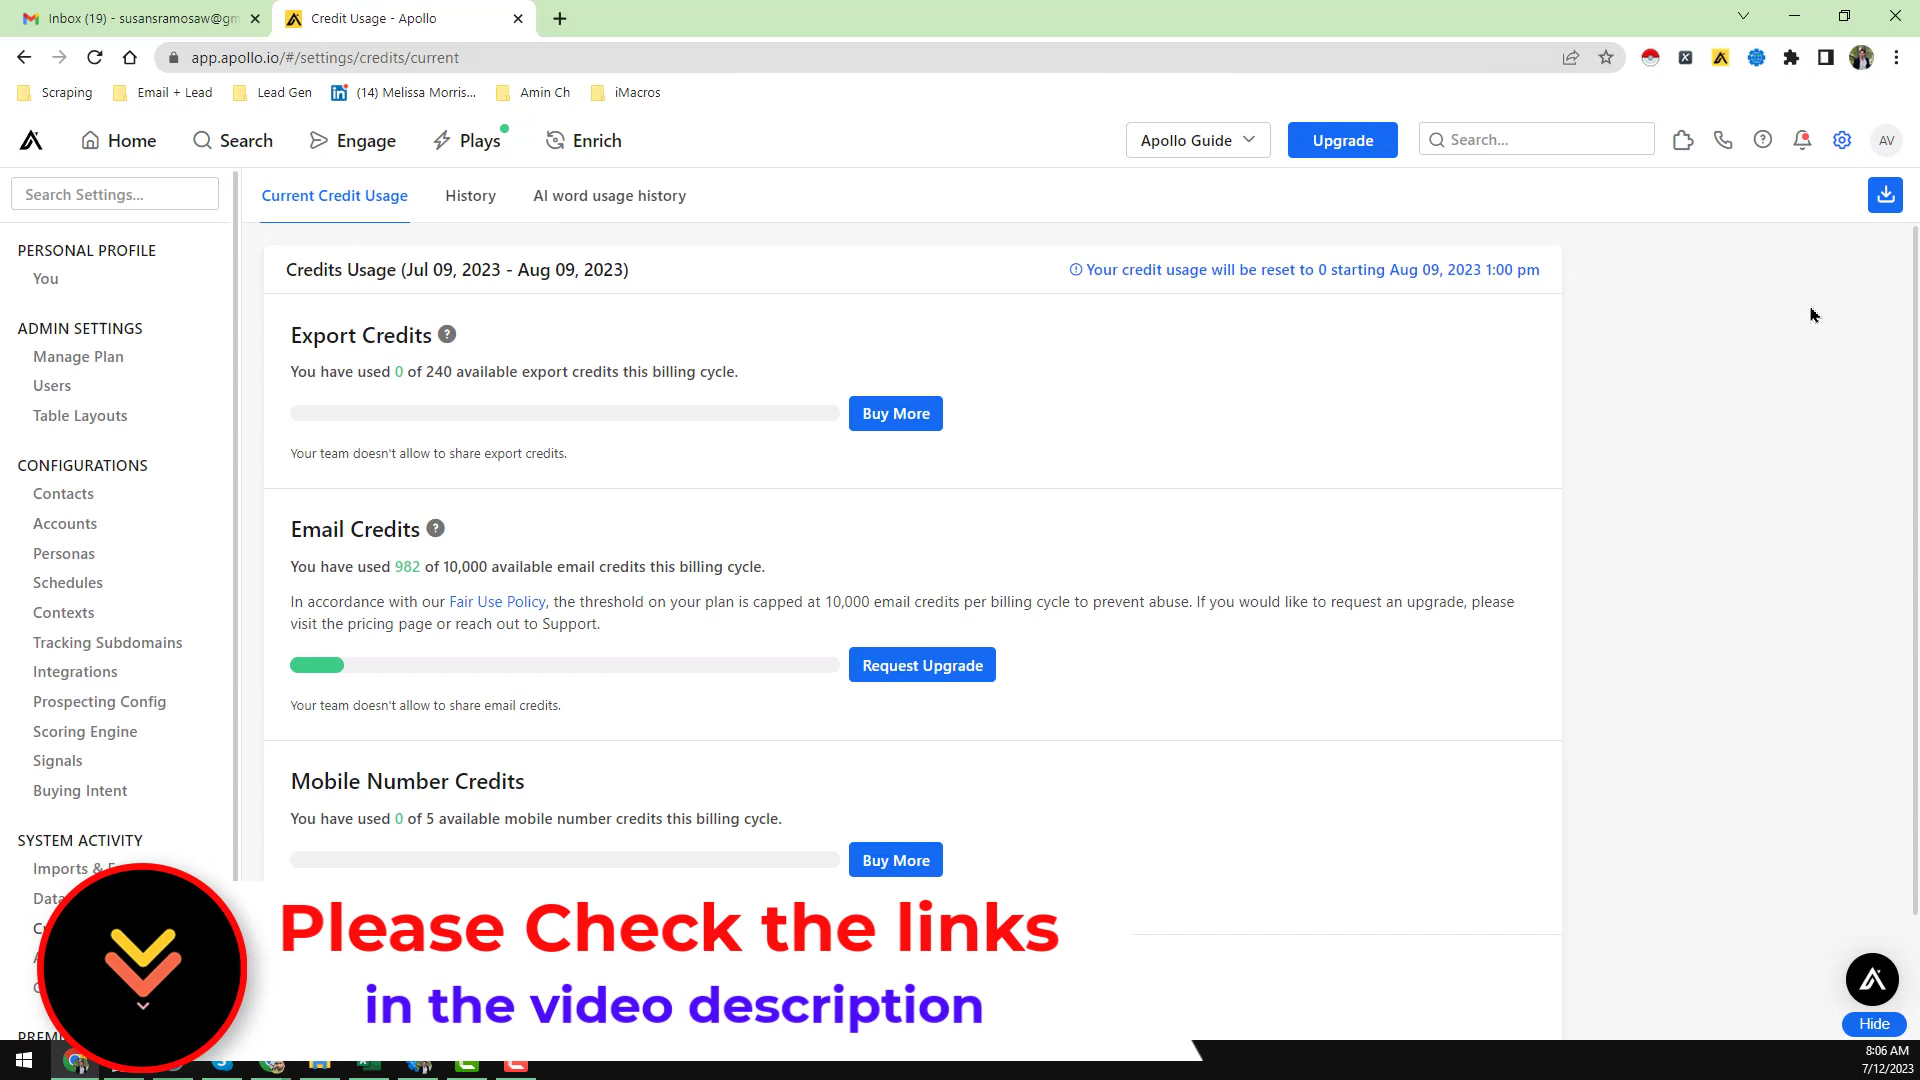 Inbox (19) - susansramosaw@gm
Credit Usage - Apollo
app.apollo.io/#/settings/credits/current
Scraping
Email + Lead
Lead Gen
(14) Melissa Morris...
Amin Ch
iMacros
Home
Search
Engage
Plays
Enrich
Apollo Guide
Upgrade
Search...
AV
Search Settings...
Current Credit Usage
History
AI word usage history
PERSONAL PROFILE
You
ADMIN SETTINGS
Manage Plan
Users
Table Layouts
CONFIGURATIONS
Contacts
Accounts
Personas
Schedules
Contexts
Tracking Subdomains
Integrations
Prospecting Config
Scoring Engine
Signals
Buying Intent
SYSTEM ACTIVITY
Imports &
Credits Usage (Jul 09, 2023 - Aug 09, 2023)
Your credit usage will be reset to 0 starting Aug 09, 2023 1:00 pm
Export Credits ?
You have used 0 of 240 available export credits this billing cycle.
Buy More
Your team doesn't allow to share export credits.
Email Credits ?
You have used 982 of 10,000 available email credits this billing cycle.
In accordance with our Fair Use Policy, the threshold on your plan is capped at 10,000 email credits per billing cycle to prevent abuse. If you would like to request an upgrade, please
visit the pricing page or reach out to Support.
Request Upgrade
Your team doesn't allow to share email credits.
Mobile Number Credits
You have used 0 of 5 available mobile number credits this billing cycle.
Buy More
Please Check the links
in the video description
Hide
8:06 AM
7/12/2023